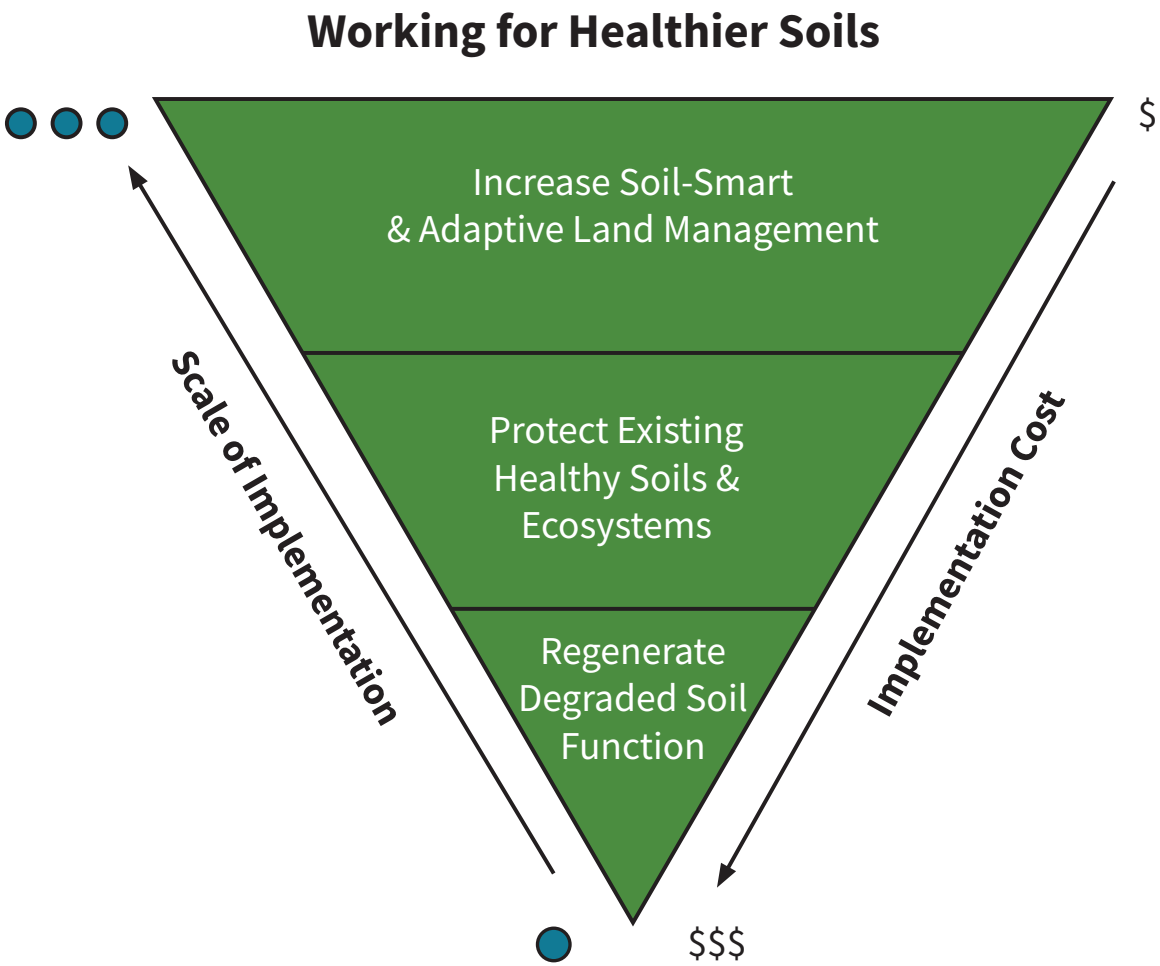 Working for Healthier Soils
$
Increase Soil-Smart
& Adaptive Land Management
Scale of Implementation
Protect Existing
Healthy Soils &
Ecosystems
Implementation Cost
Regenerate
Degraded Soil
Function
$$$